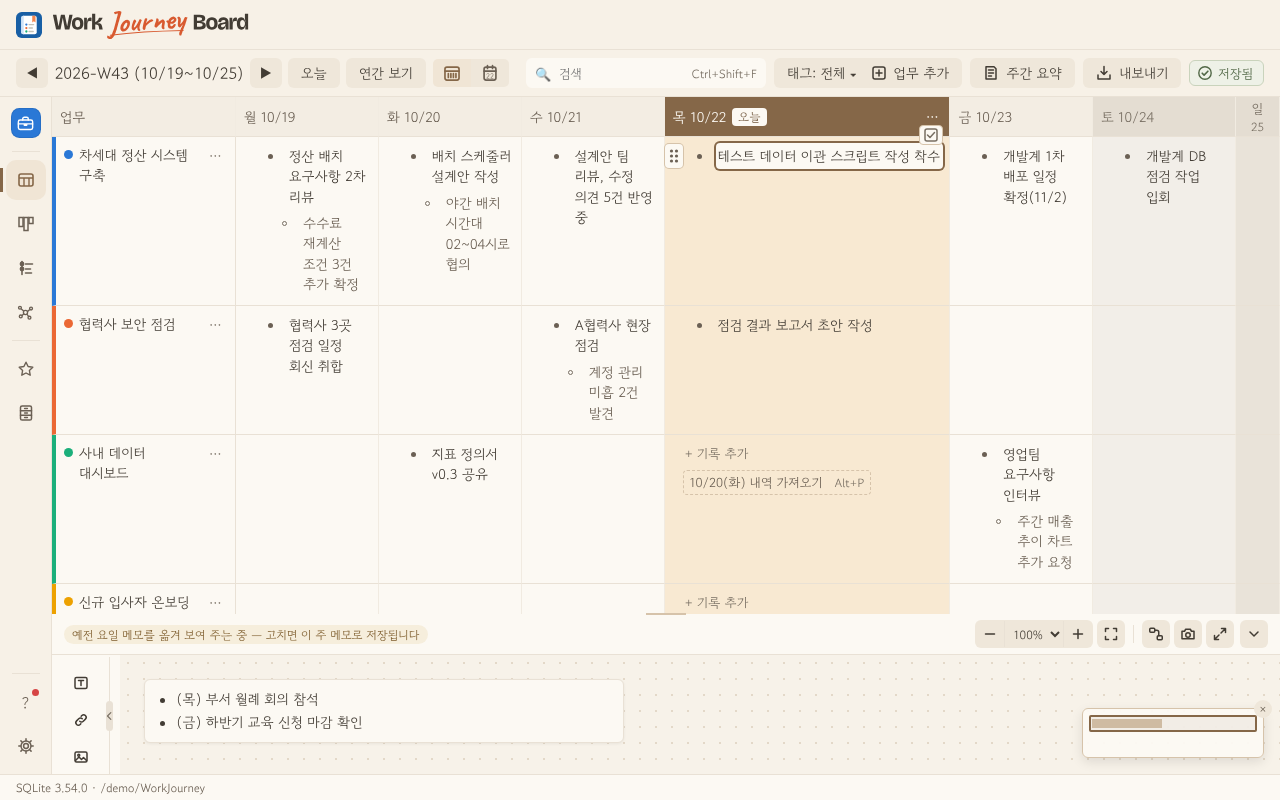 Work Journey Board
2026-W43 (10/19~10/25)
오늘
연간 보기
검색
Ctrl+Shift+F
태그: 전체
업무 추가
주간 요약
내보내기
저장됨
업무
월 10/19
화 10/20
수 10/21
목 10/22 오늘
금 10/23
토 10/24
일
25
차세대 정산 시스템
구축
정산 배치
요구사항 2차
리뷰
수수료
재계산
조건 3건
추가 확정
배치 스케줄러
설계안 작성
야간 배치
시간대
02~04시로
협의
설계안 팀
리뷰, 수정
의견 5건 반영
중
테스트 데이터 이관 스크립트 작성 착수
개발계 1차
배포 일정
확정(11/2)
개발계 DB
점검 작업
입회
협력사 보안 점검
협력사 3곳
점검 일정
회신 취합
A협력사 현장
점검
계정 관리
미흡 2건
발견
점검 결과 보고서 초안 작성
사내 데이터
대시보드
지표 정의서
v0.3 공유
+ 기록 추가
10/20(화) 내역 가져오기 Alt+P
영업팀
요구사항
인터뷰
주간 매출
추이 차트
추가 요청
신규 입사자 온보딩
+ 기록 추가
예전 요일 메모를 옮겨 보여 주는 중 — 고치면 이 주 메모로 저장됩니다
100%
(목) 부서 월례 회의 참석
(금) 하반기 교육 신청 마감 확인
SQLite 3.54.0 · /demo/WorkJourney